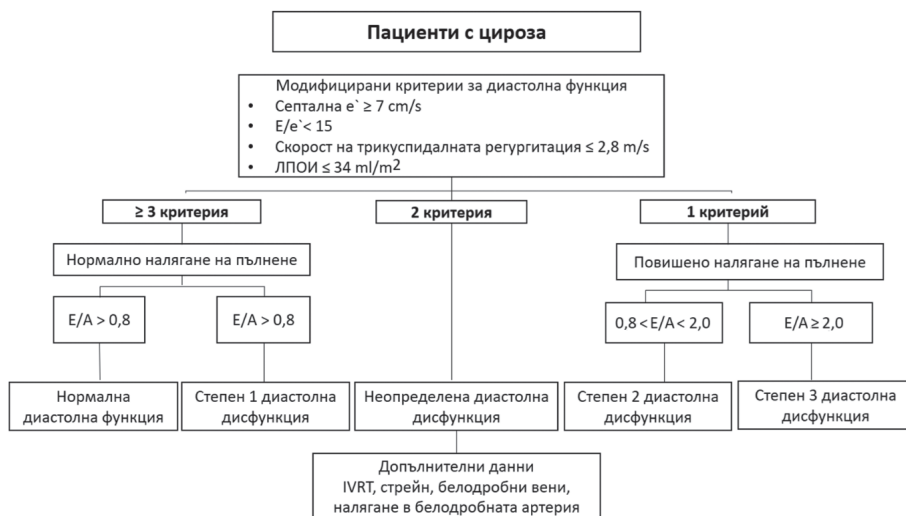 Пациенти с цироза
Модифицирани критерии за диастолна функция
• Септална e` ≥ 7 cm/s
• E/e`< 15
• Скорост на трикуспидалната регургитация ≤ 2,8 m/s
• ЛПОИ ≤ 34 ml/m²
≥ 3 критерия
2 критерия
1 критерий
Нормално налягане на пълнене
Повишено налягане на пълнене
E/A > 0,8
E/A > 0,8
0,8 < E/A < 2,0
E/A ≥ 2,0
Нормална
диастолна функция
Степен 1 диастолна
дисфункция
Неопределена диастолна
дисфункция
Степен 2 диастолна
дисфункция
Степен 3 диастолна
дисфункция
Допълнителни данни
IVRT, стрейн, белодробни вени,
налягане в белодробната артерия